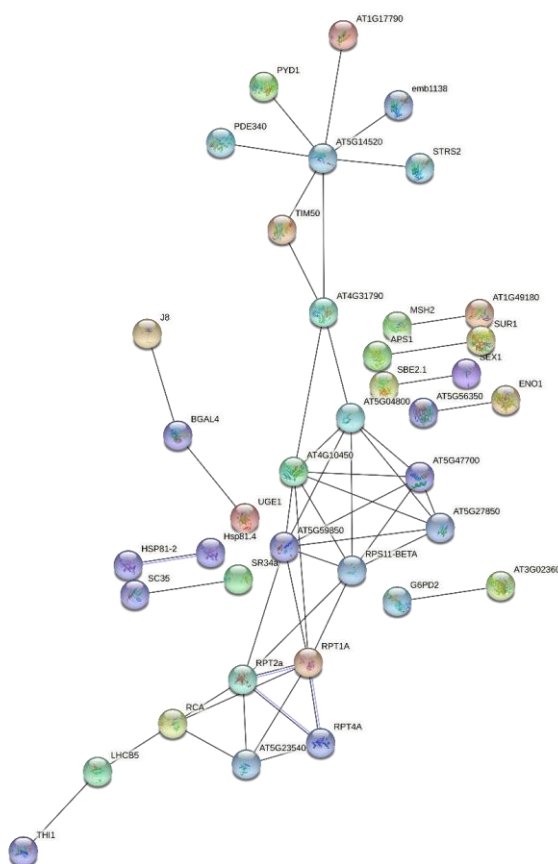 AT1G17790
PYD1
emb1138
PDE340
AT5G14520
STRS2
TIM50
AT4G31790
J8
MSH2
AT1G49180
SUR1
APS1
SEX1
SBE2.1
ENO1
AT5G56350
AT5G04800
BGAL4
AT4G10450
AT5G47700
UGE1
AT5G27850
Hsp81.4
AT5G59850
HSP81-2
SR34a
RPS11-BETA
SC35
G6PD2
AT3G02360
RPT1A
RPT2a
RCA
RPT4A
AT5G23540
LHCB5
THI1